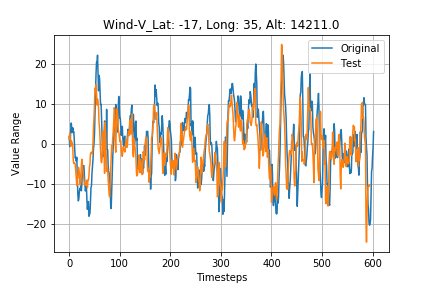 Wind-V_Lat: -17, Long: 35, Alt: 14211.0
Original
Test
Value Range
20
10
0
−10
−20
0 100 200 300 400 500 600
Timesteps